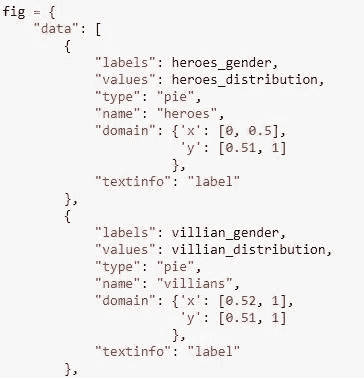 fig = {
    "data": [
        {
            "labels": heroes_gender,
            "values": heroes_distribution,
            "type": "pie",
            "name": "heroes",
            "domain": {'x': [0, 0.5],
                       'y': [0.51, 1]
                      },
            "textinfo": "label"
        },
        {
            "labels": villian_gender,
            "values": villian_distribution,
            "type": "pie",
            "name": "villians",
            "domain": {'x': [0.52, 1],
                       'y': [0.51, 1]
                      },
            "textinfo": "label"
        },